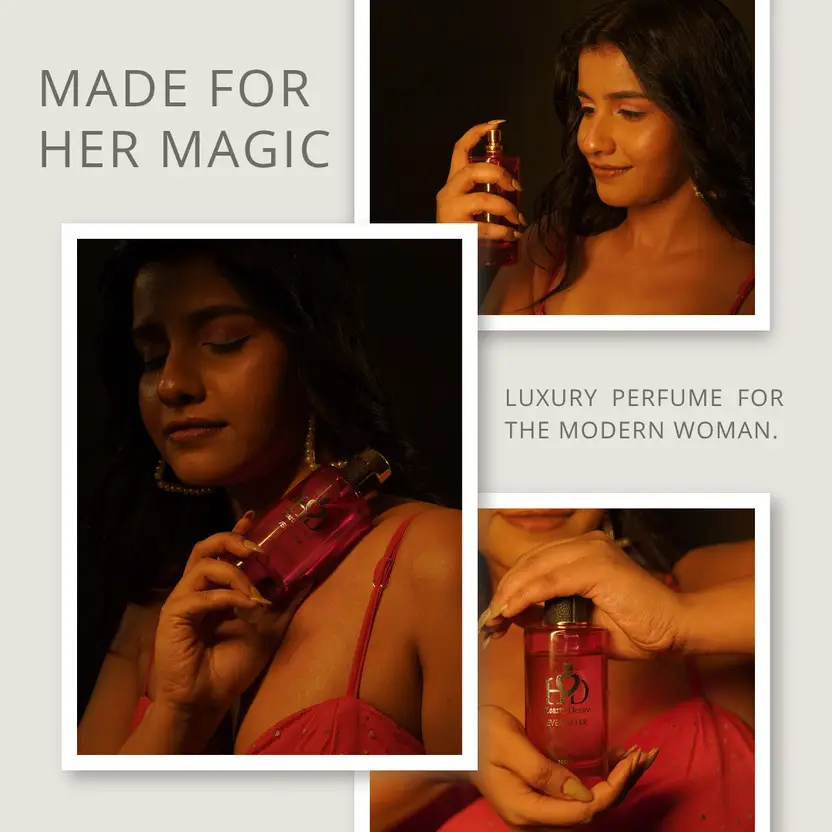 MADE FOR
HER MAGIC
LUXURY PERFUME FOR
THE MODERN WOMAN.